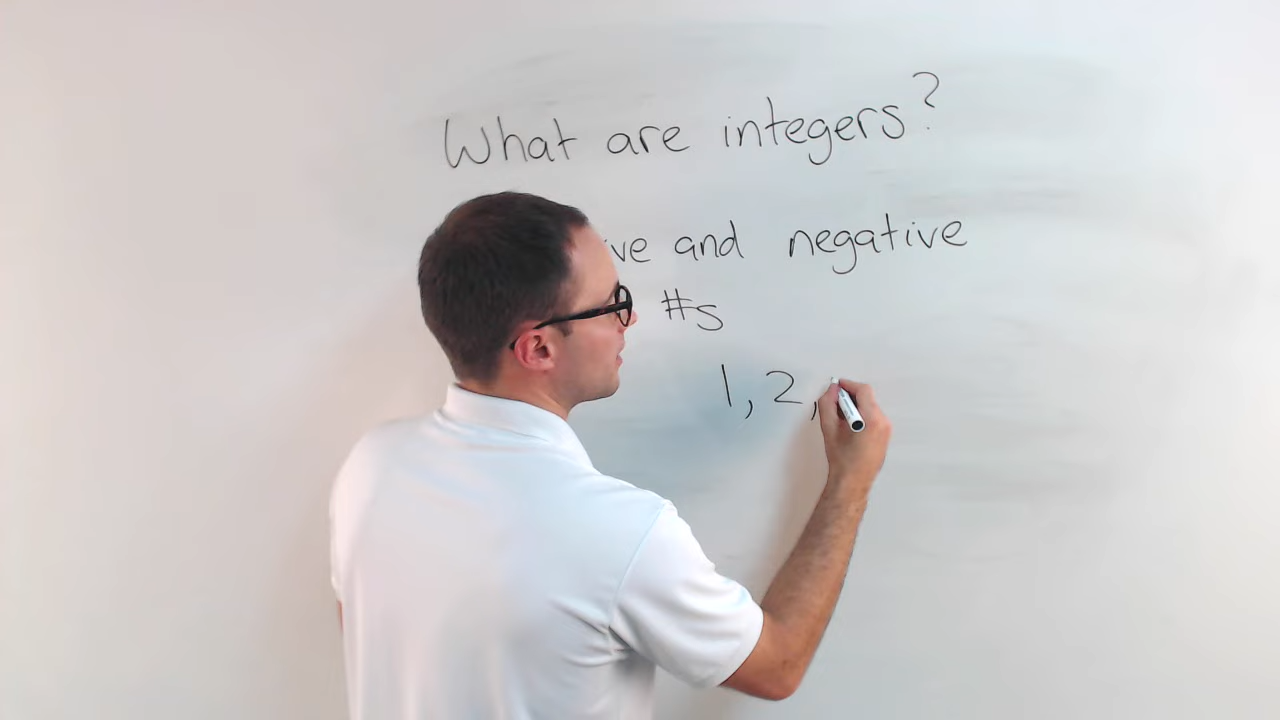 What are integers?
and negative
#s
1, 2,